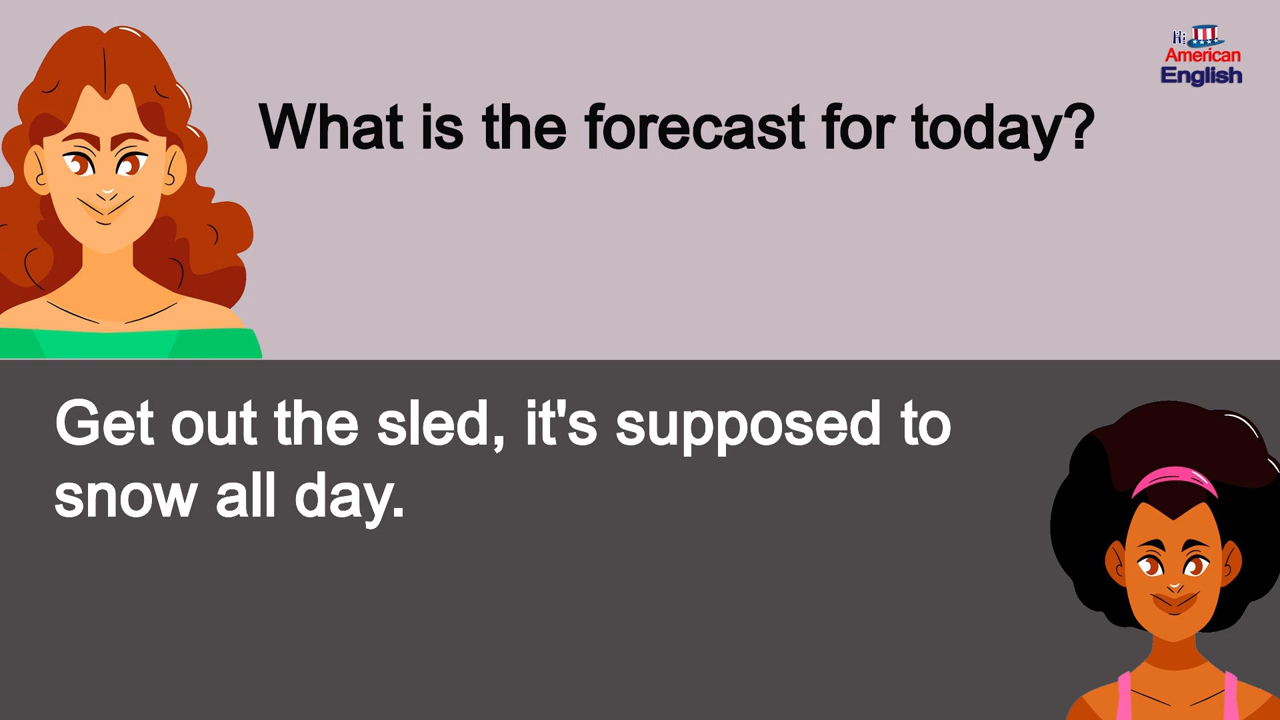 Hi
American
English
What is the forecast for today?
Get out the sled, it's supposed to
snow all day.